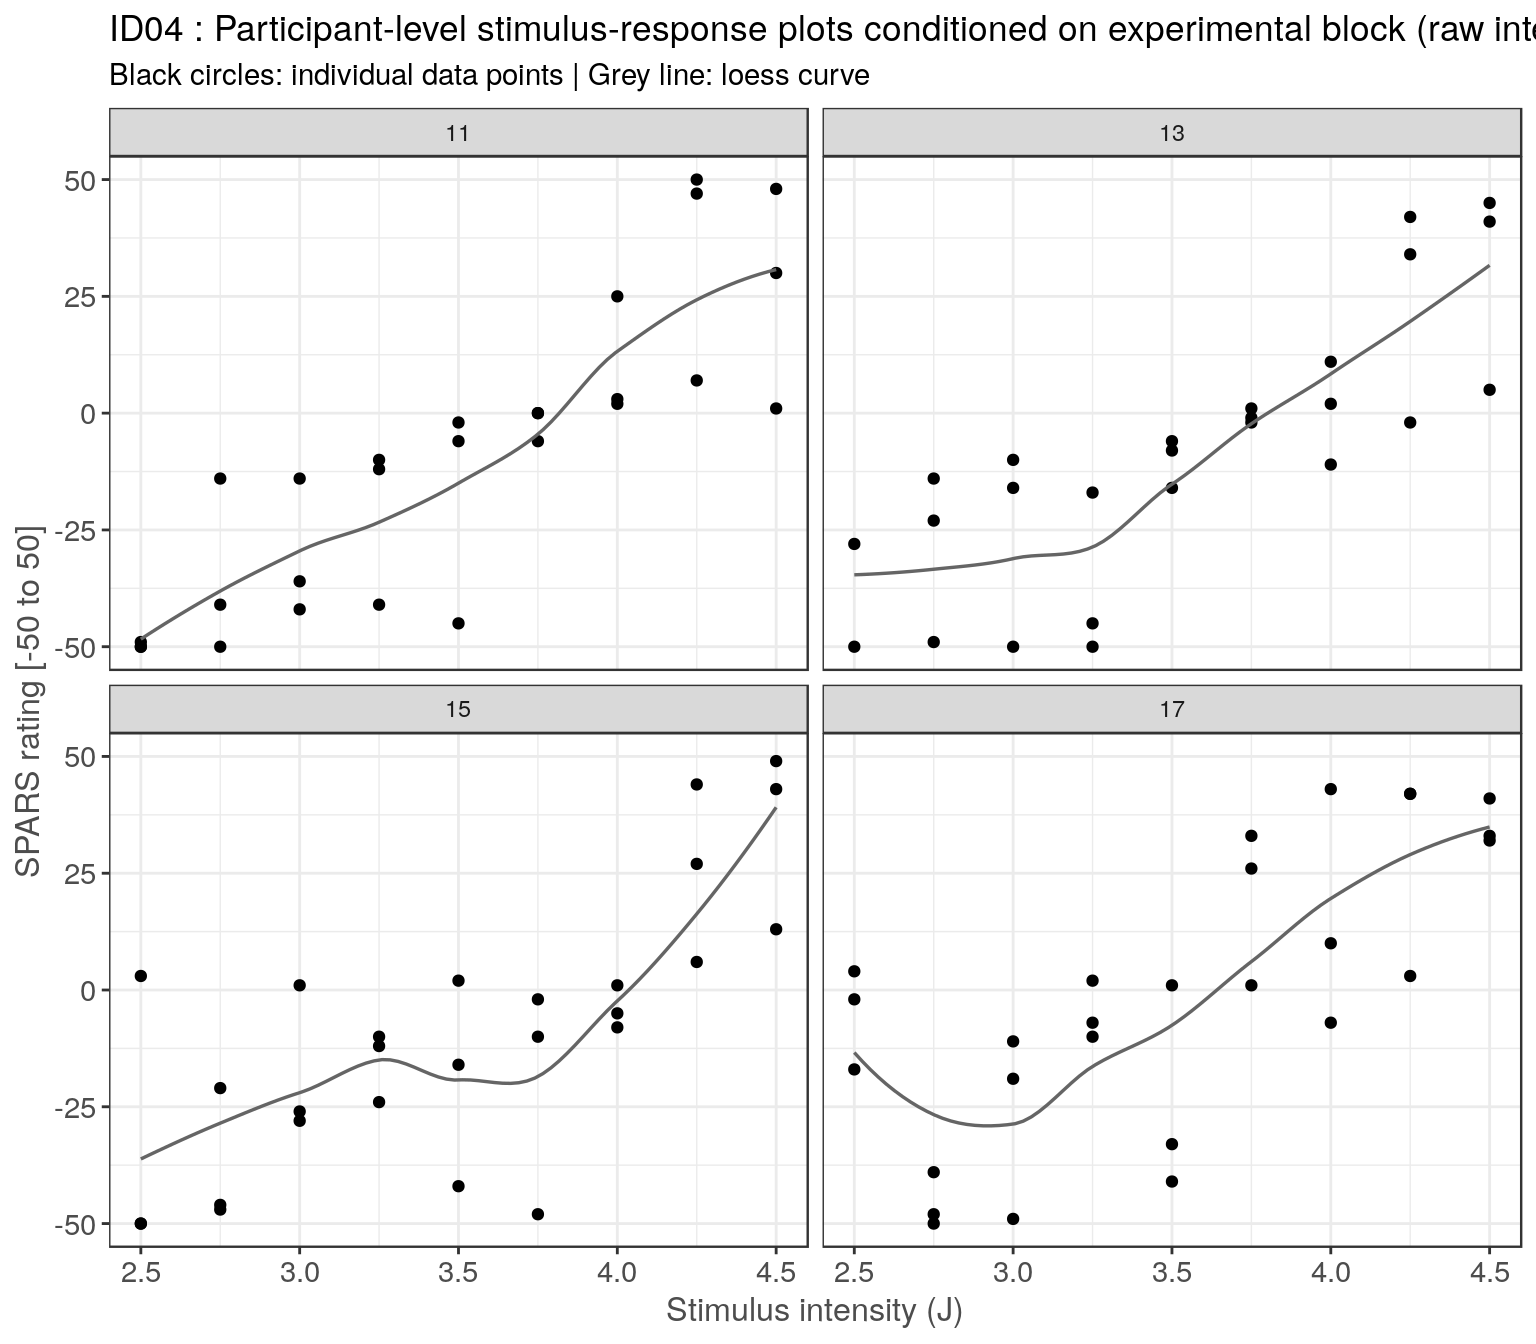 ID04 : Participant-level stimulus-response plots conditioned on experimental block (raw inte
Black circles: individual data points | Grey line: loess curve
11
13
50
25
0
-25
-50
15
17
50
25
0
-25
-50
SPARS rating [-50 to 50]
2.5 3.0 3.5 4.0 4.5
2.5 3.0 3.5 4.0 4.5
Stimulus intensity (J)